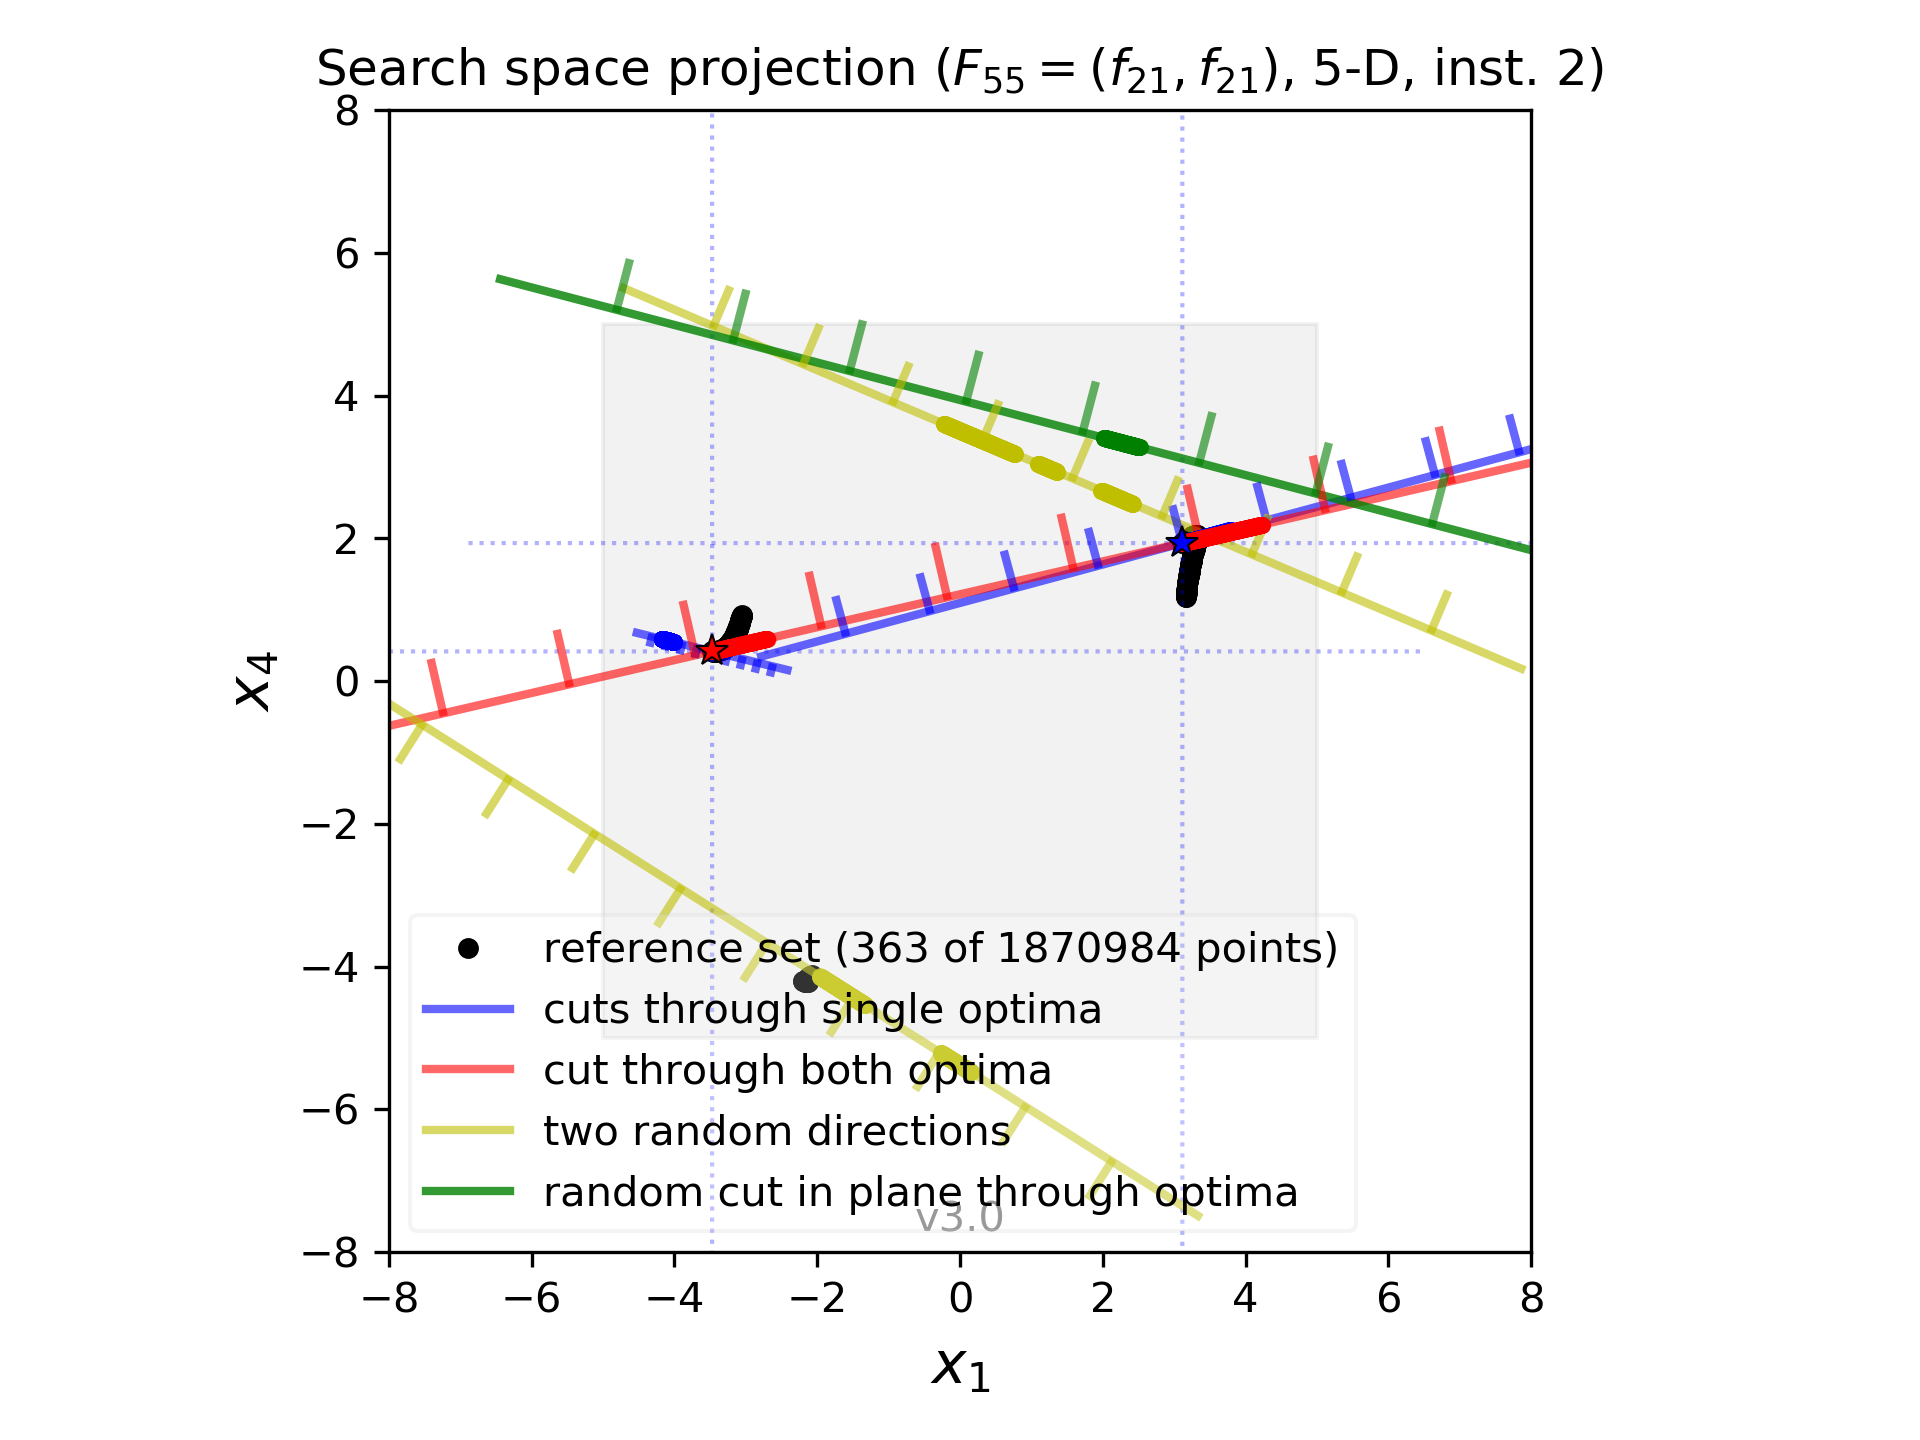 Search space projection (F₅₅ = (f₂₁, f₂₁), 5-D, inst. 2)
8
6
4
2
0
−2
−4
−6
−8
x₄
reference set (363 of 1870984 points)
cuts through single optima
cut through both optima
two random directions
random cut in plane through optima
v3.0
−8 −6 −4 −2 0 2 4 6 8
x₁